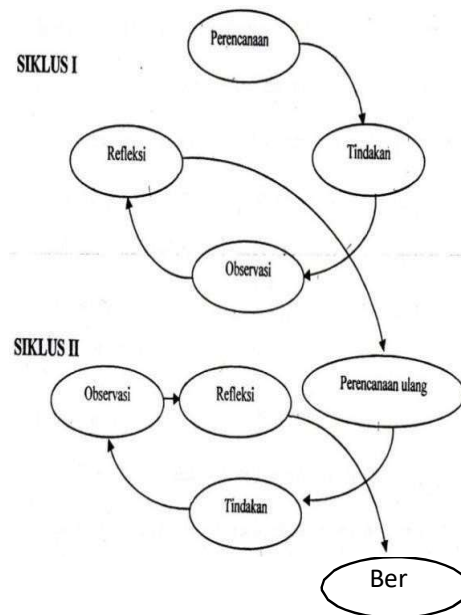 SIKLUS I
Perencanaan
Tindakan
Observasi
Refleksi
SIKLUS II
Perencanaan ulang
Tindakan
Observasi
Refleksi
Ber